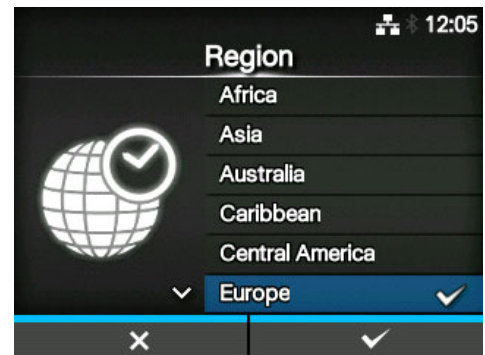 12:05
Region
Africa
Asia
Australia
Caribbean
Central America
Europe